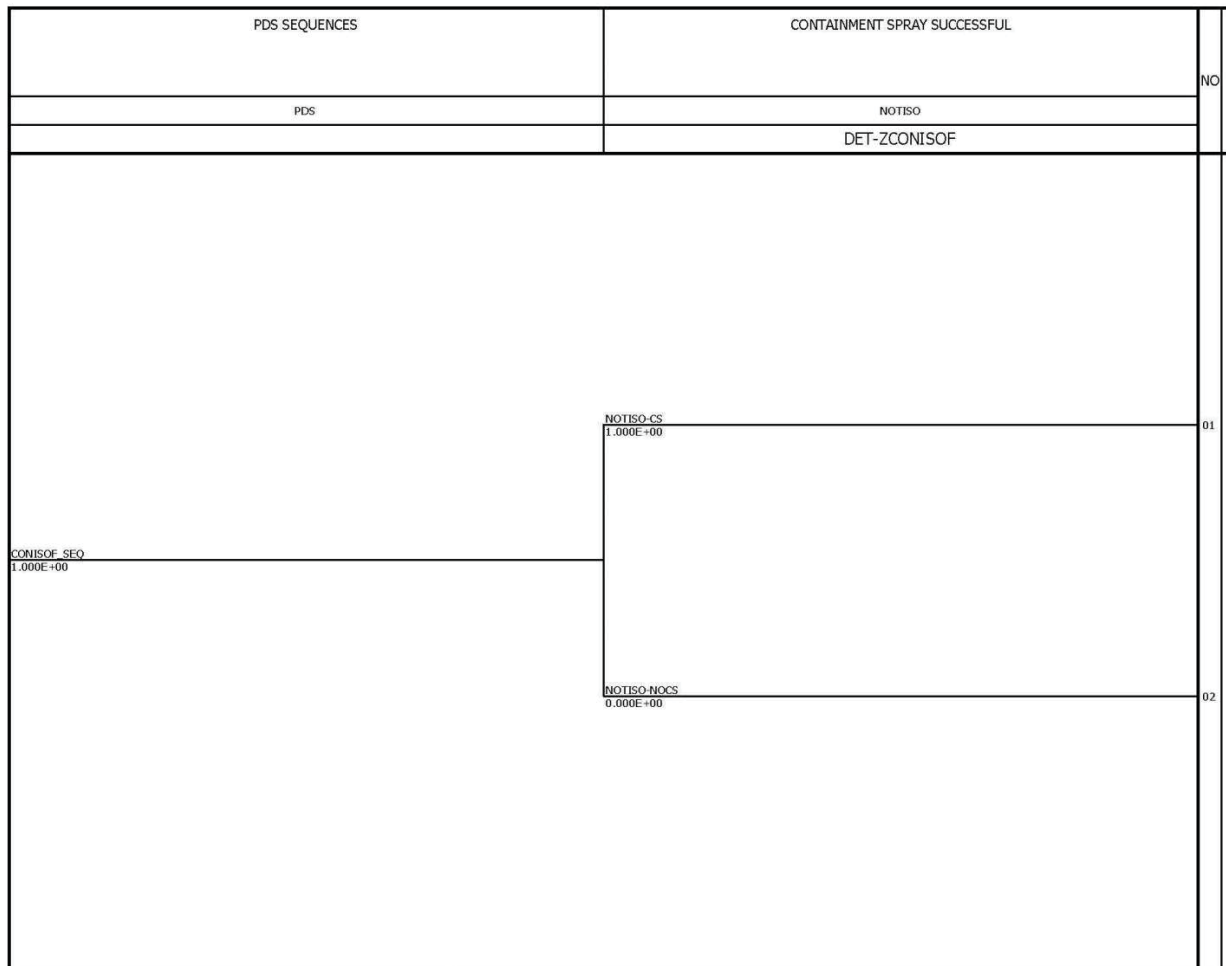 PDS SEQUENCES
CONTAINMENT SPRAY SUCCESSFUL
NO
PDS
NOTISO
DET-ZCONISOF
NOTISO-CS
1.000E+00
01
CONISOF_SEQ
1.000E+00
NOTISO-NOCS
0.000E+00
02